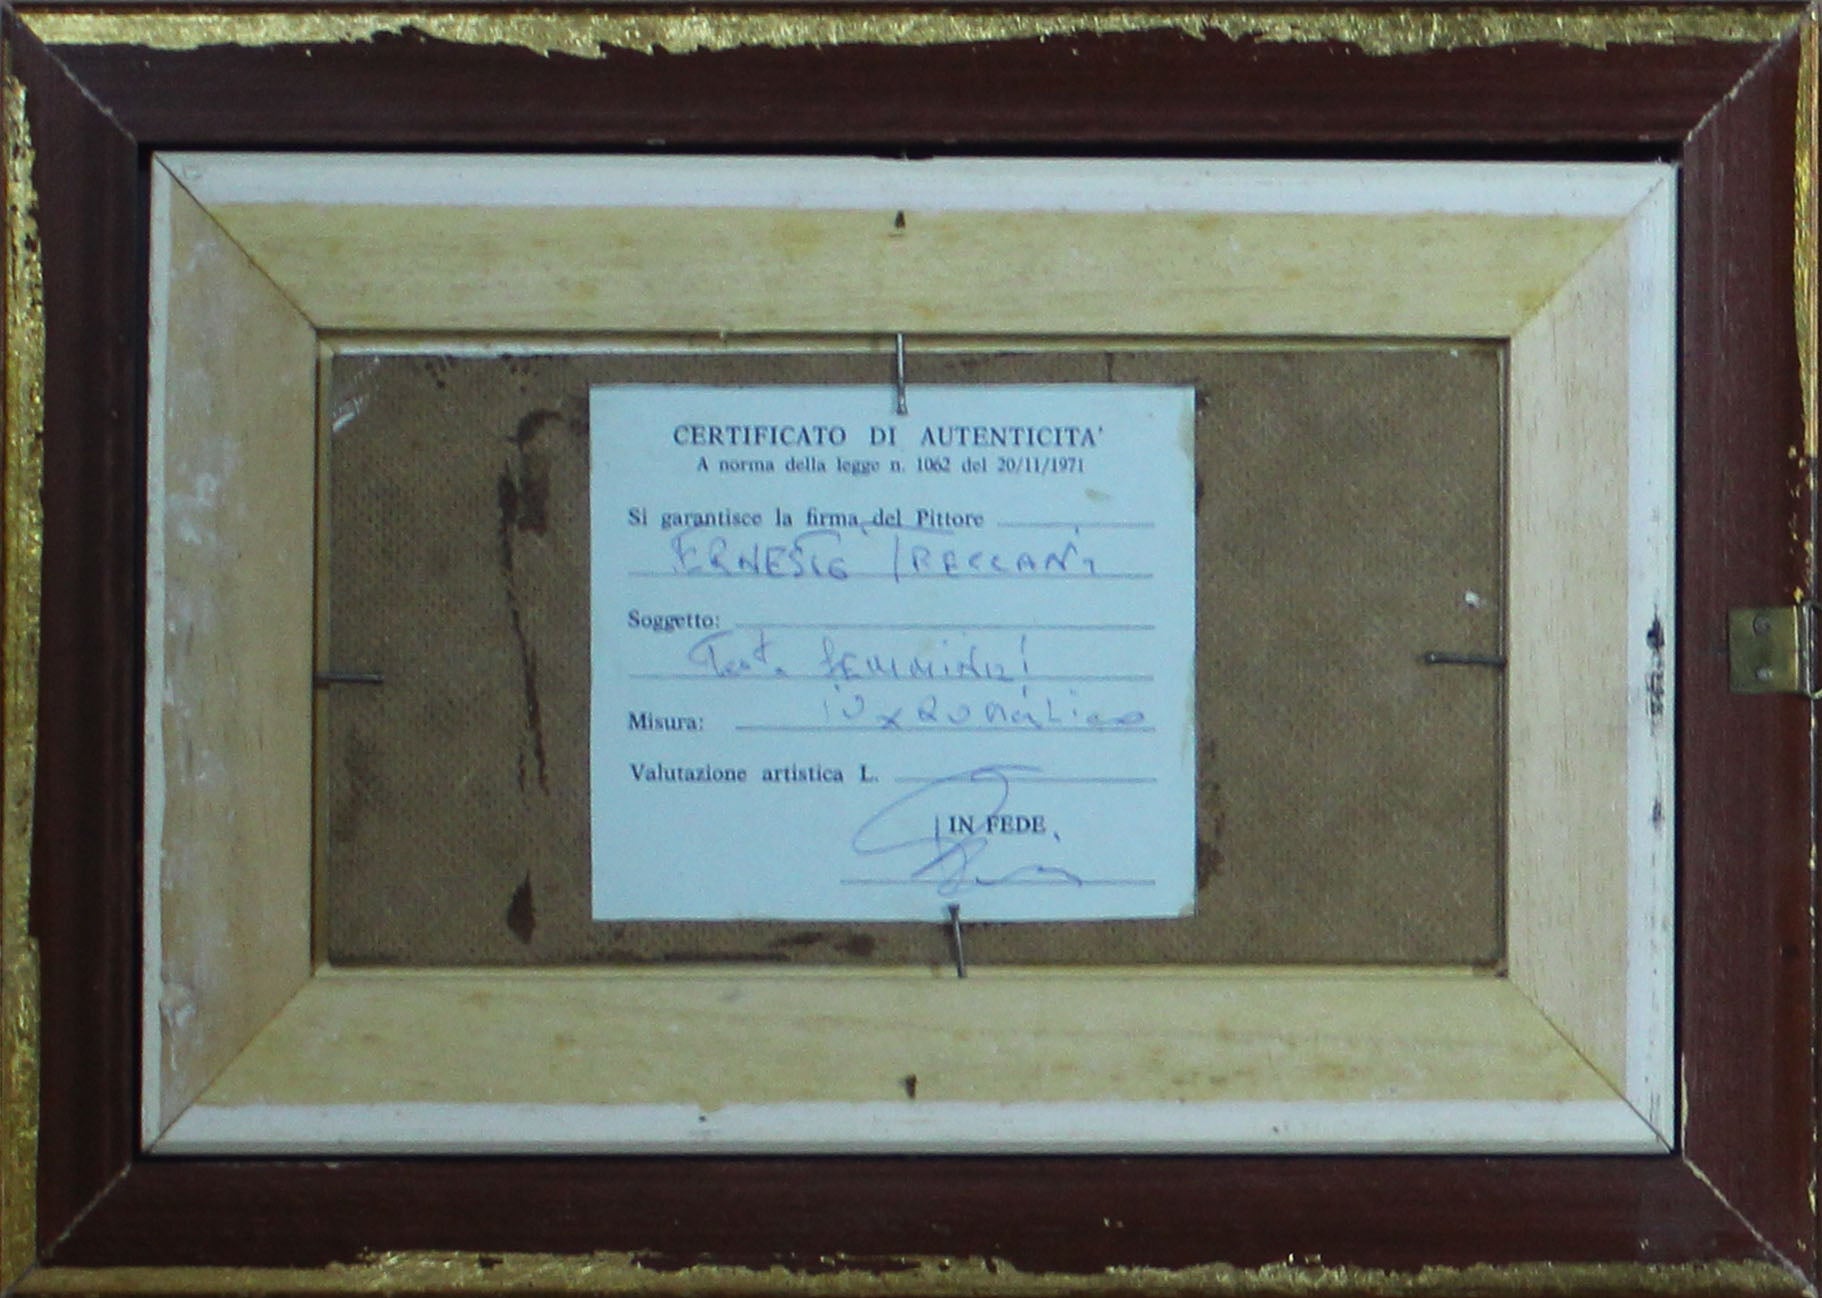 CERTIFICATO DI AUTENTICITA'
A norma della legge n. 1062 del 20/11/1971
Si garantisce la firma del Pittore
ERNESTO TRECCANI
Soggetto:
Testa femminile
Misura: 10x20
Valutazione artistica L.
IN FEDE